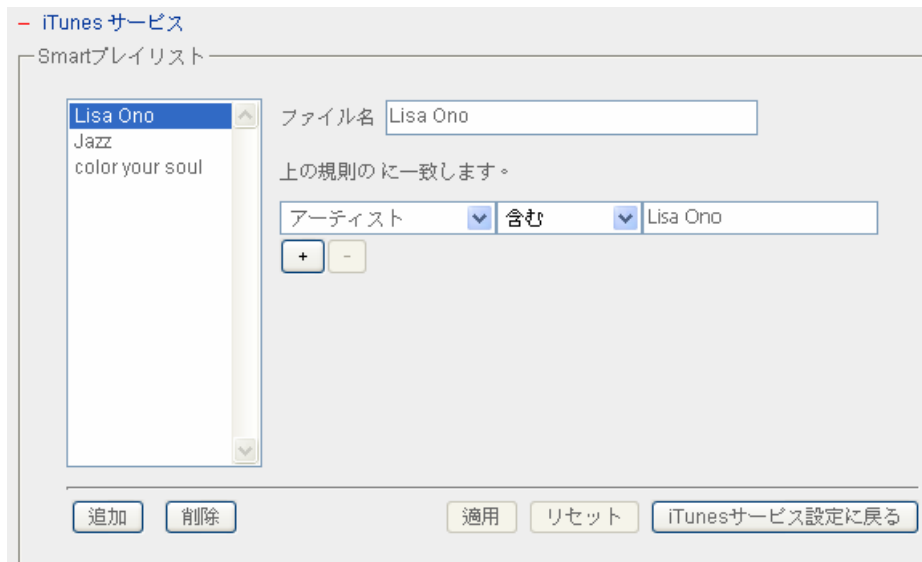 − iTunes サービス
Smartプレイリスト
Lisa Ono
Jazz
color your soul
ファイル名 Lisa Ono
上の規則の に一致します。
アーティスト 含む Lisa Ono
+ -
追加 削除 適用 リセット iTunesサービス設定に戻る